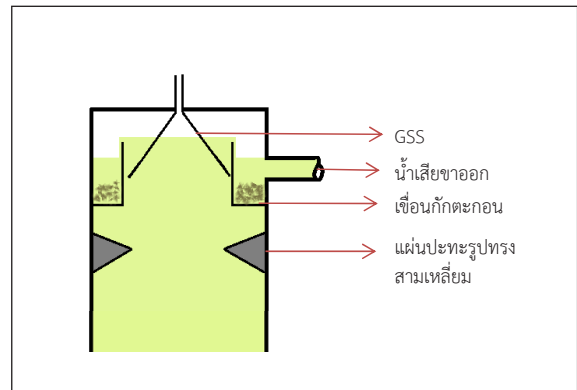 GSS
น้ำเสียขาออก
เขื่อนกักตะกอน
แผ่นปะทะรูปทรง
สามเหลี่ยม